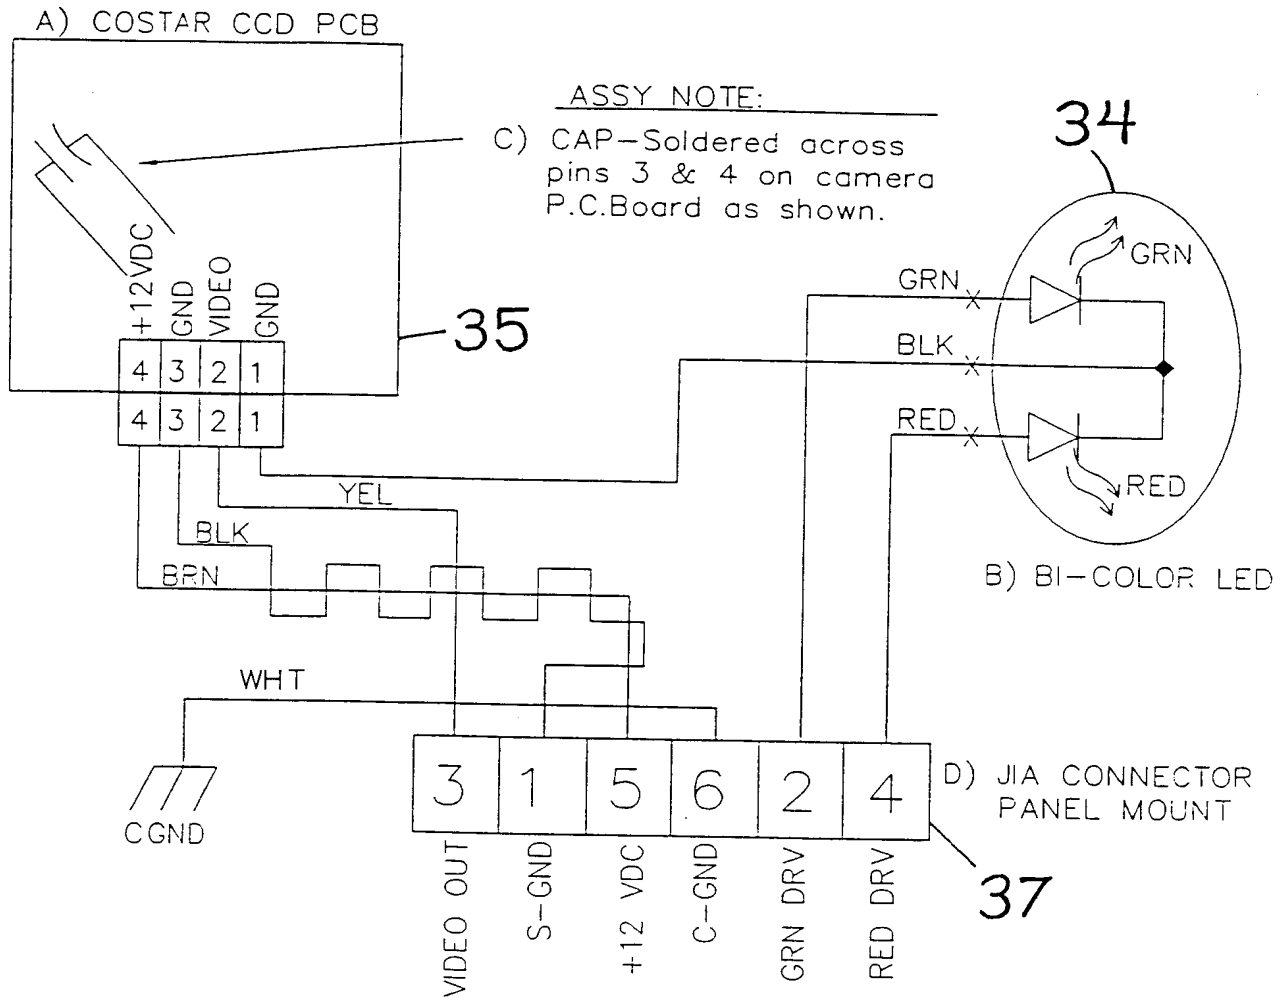 A) COSTAR CCD PCB
ASSY NOTE:
C) CAP-Soldered across
pins 3 & 4 on camera
P.C.Board as shown.
34
GRN
GRN
+12VDC
GND
VIDEO
GND
35
BLK
4 3 2 1
4 3 2 1
RED
RED
YEL
BLK
BRN
B) BI-COLOR LED
WHT
CGND
3 1 5 6 2 4
D) JIA CONNECTOR
PANEL MOUNT
37
VIDEO OUT
S-GND
+12 VDC
C-GND
GRN DRV
RED DRV